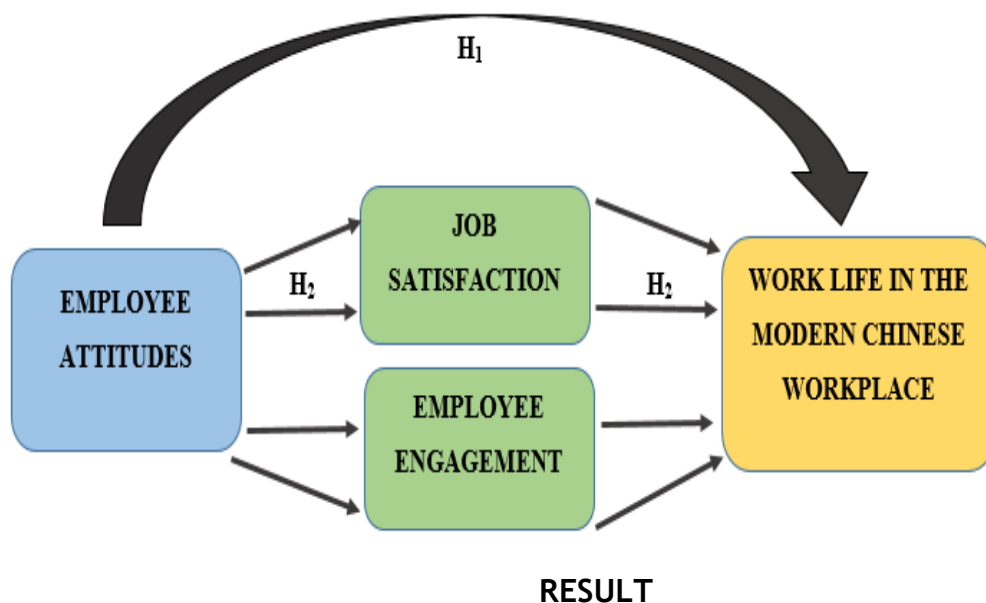 H₁
EMPLOYEE
ATTITUDES
H₂
JOB
SATISFACTION
H₂
EMPLOYEE
ENGAGEMENT
WORK LIFE IN THE
MODERN CHINESE
WORKPLACE
RESULT